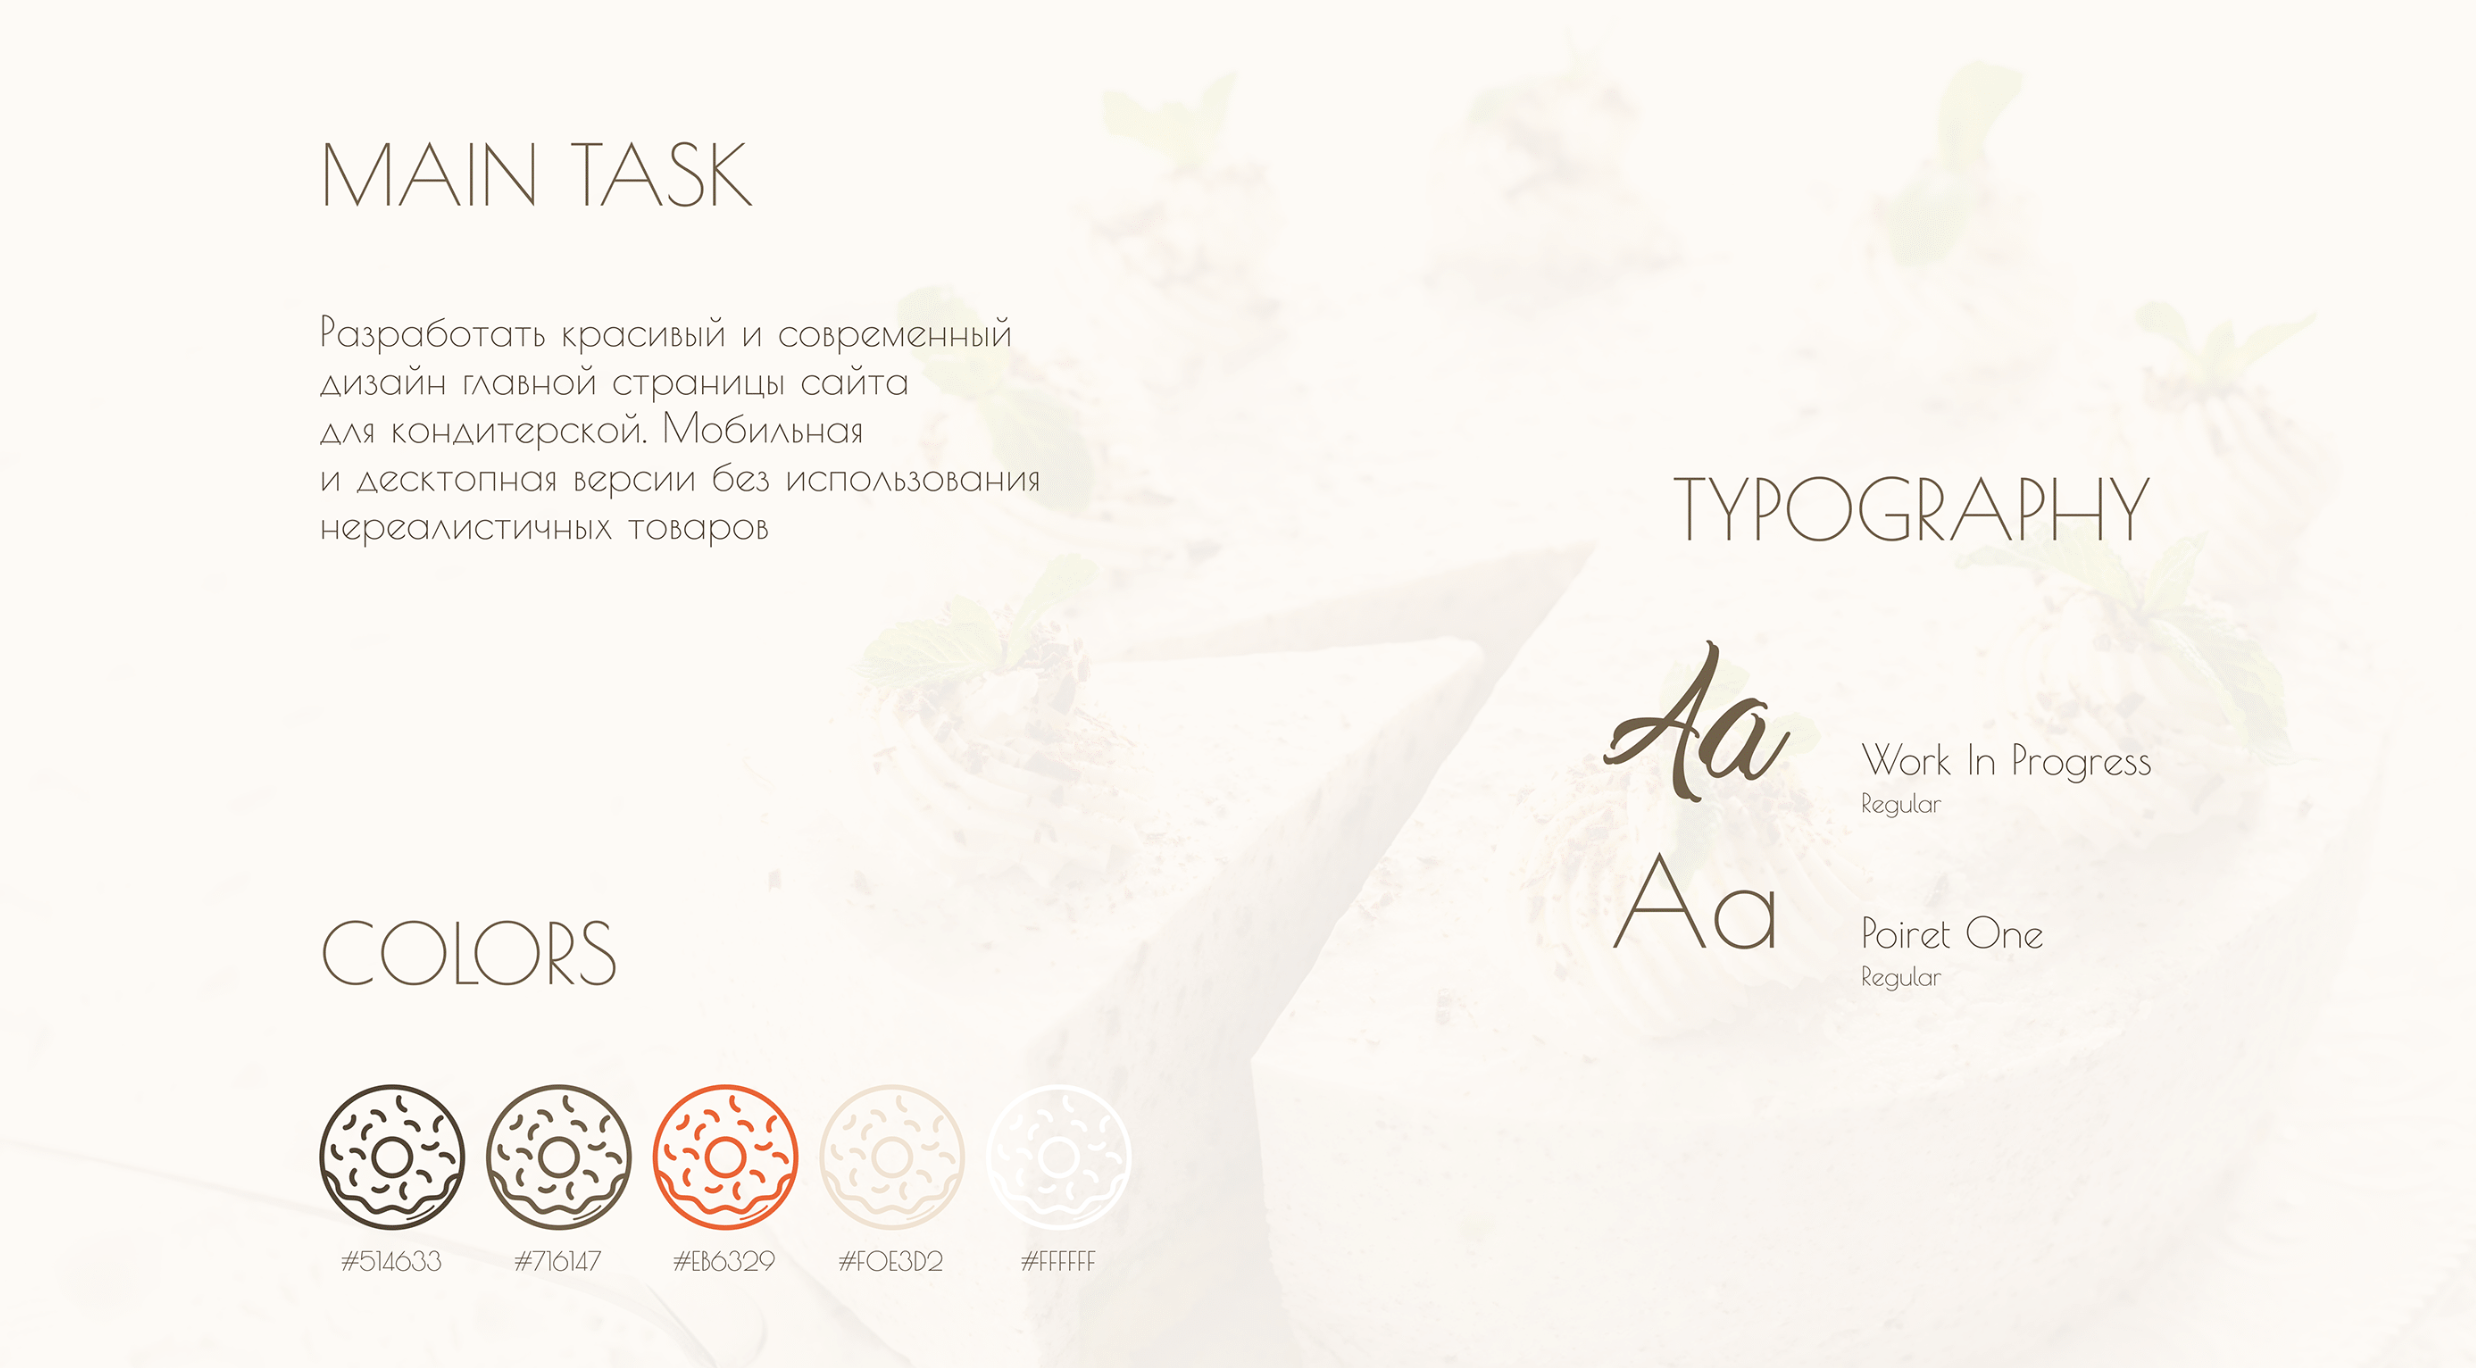 MAIN TASK
Разработать красивый и современный
дизайн главной страницы сайта
для кондитерской. Мобильная
и десктопная версии без использования
нереалистичных товаров
TYPOGRAPHY
Aa
Work In Progress
Regular
Aa
Poiret One
Regular
COLORS
#514633 #716147 #EB6329 #F0E3D2 #FFFFFF